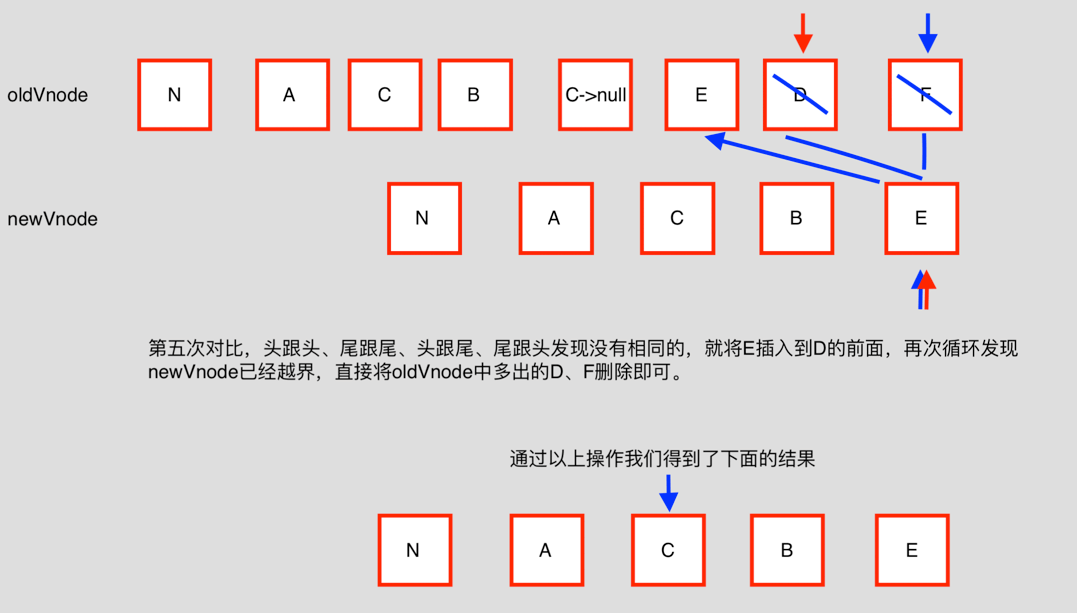 oldVnode N A C B C->null E D F
newVnode N A C B E
第五次对比，头跟头、尾跟尾、头跟尾、尾跟头发现没有相同的，就将E插入到D的前面，再次循环发现
newVnode已经越界，直接将oldVnode中多出的D、F删除即可。
通过以上操作我们得到了下面的结果
N A C B E